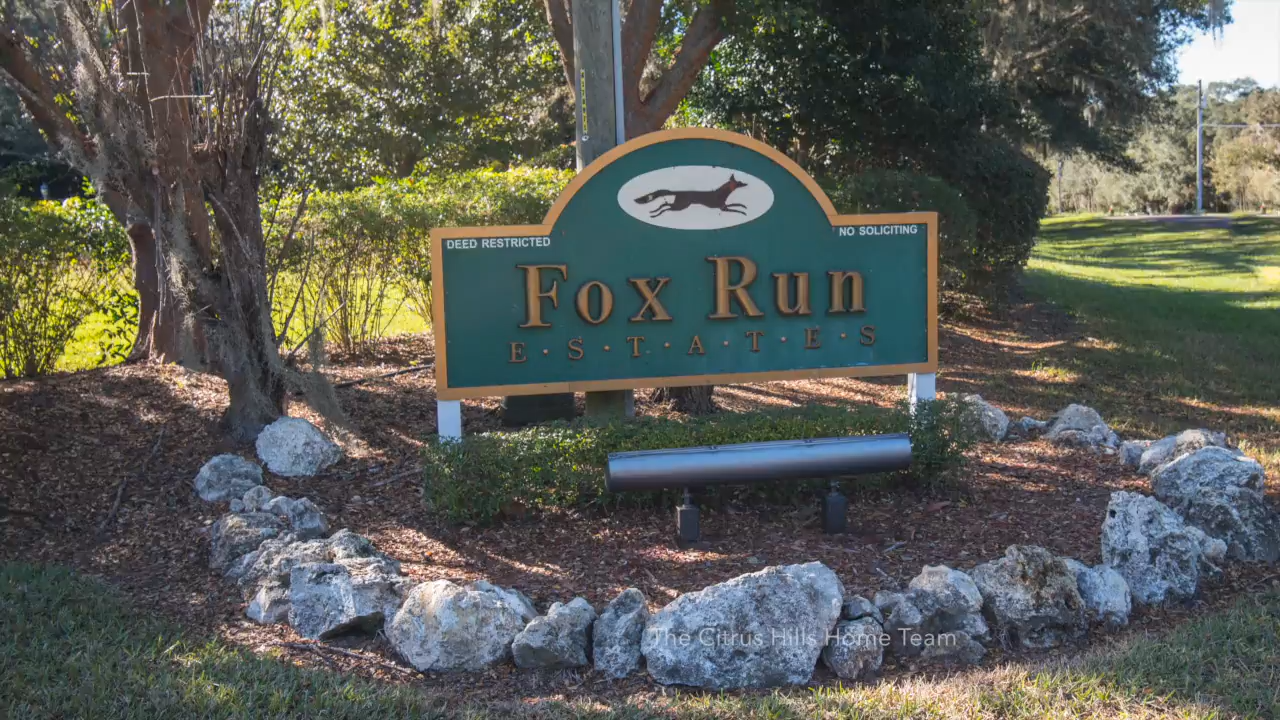 DEED RESTRICTED
NO SOLICITING
Fox Run
E·S·T·A·T·E·S
The Citrus Hills Home Team